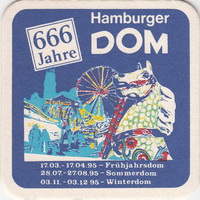 666
Jahre
Hamburger
DOM
17.03. - 17.04.95 – Frühjahrsdom
28.07. - 27.08.95 – Sommerdom
03.11. - 03.12.95 – Winterdom